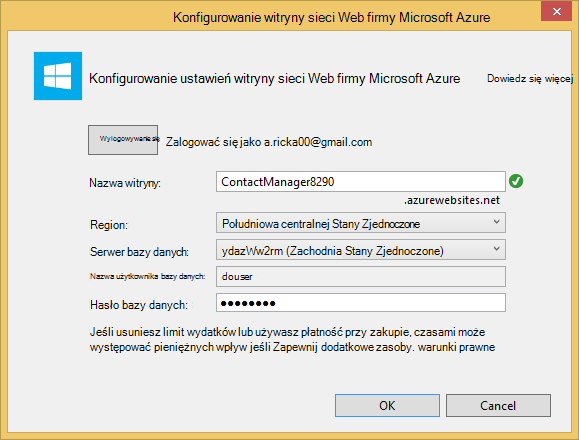 Konfigurowanie witryny sieci Web firmy Microsoft Azure
Konfigurowanie ustawień witryny sieci Web firmy Microsoft Azure
Dowiedz się więcej
Wylogowywanie się
Zalogować się jako a.ricka00@gmail.com
Nazwa witryny:
ContactManager8290
.azurewebsites.net
Region:
Południowa centralnej Stany Zjednoczone
Serwer bazy danych:
ydazWw2rm (Zachodnia Stany Zjednoczone)
Nazwa użytkownika bazy danych:
douser
Hasło bazy danych:
●●●●●●●●
Jeśli usuniesz limit wydatków lub używasz płatność przy zakupie, czasami może
występować pieniężnych wpływ jeśli Zapewnij dodatkowe zasoby. warunki prawne
OK
Cancel